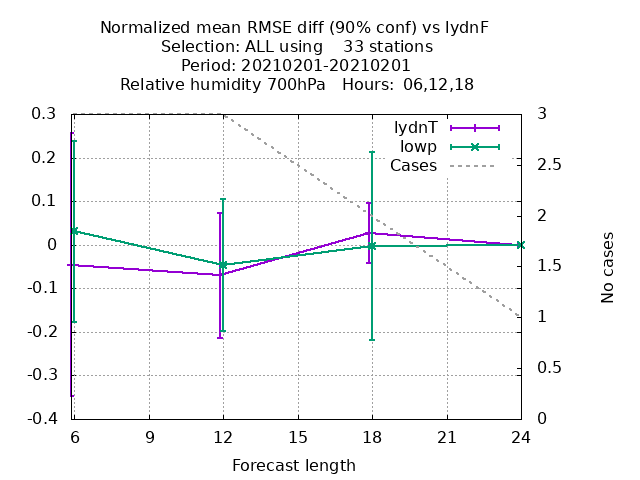 Normalized mean RMSE diff (90% conf) vs lydnF
Selection: ALL using    33 stations
Period: 20210201-20210201
Relative humidity 700hPa   Hours:  06,12,18
lydnT
lowp
Cases
0.3
0.2
0.1
0
-0.1
-0.2
-0.3
-0.4
3
2.5
2
1.5
1
0.5
0
No cases
6 9 12 15 18 21 24
Forecast length